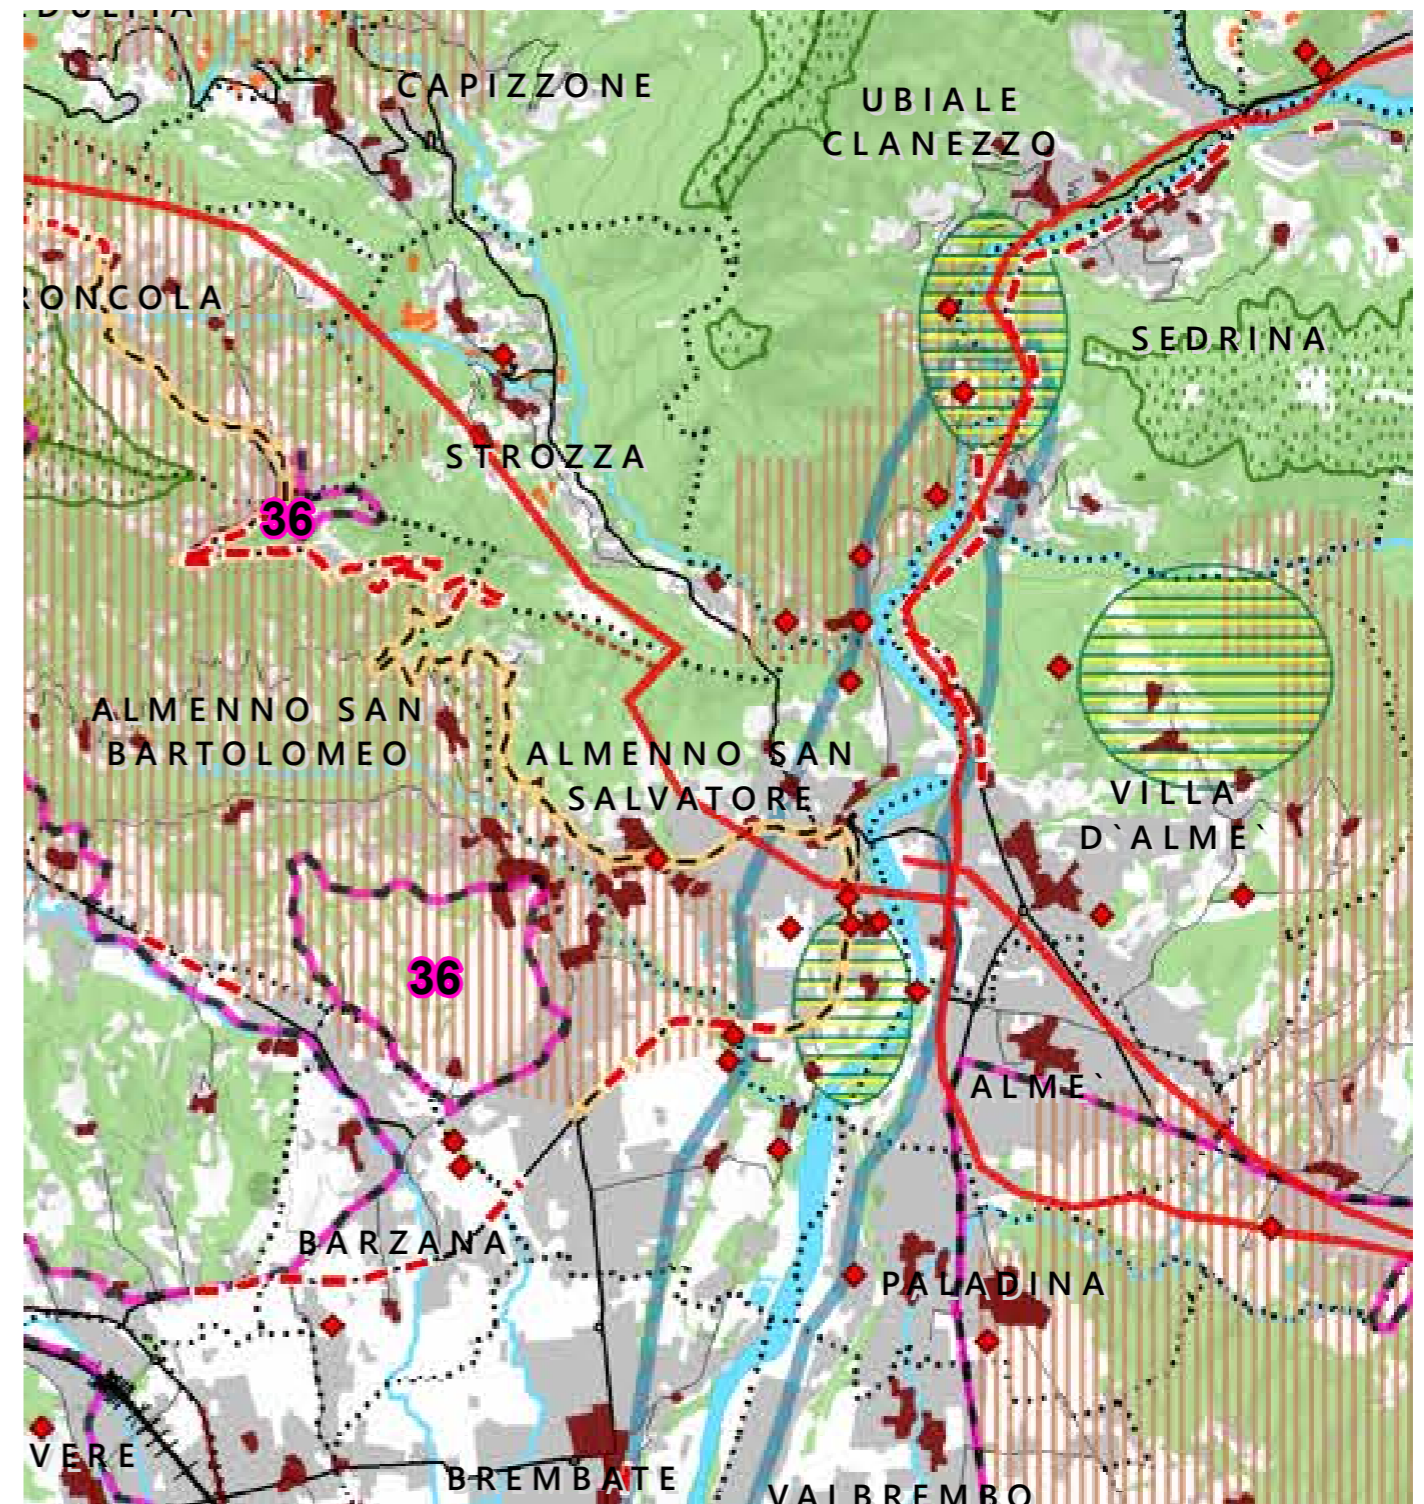 CAPIZZONE
UBIALE
CLANEZZO
RONCOLA
SEDRINA
STROZZA
36
ALMENNO SAN
BARTOLOMEO
ALMENNO SAN
SALVATORE
VILLA
D`ALME`
36
ALME`
BARZANA
PALADINA
VERE
BREMBATE
VALBREMBO